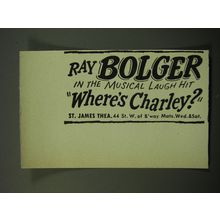 RAY BOLGER
IN THE MUSICAL LAUGH HIT
"WHERE'S CHARLEY?"
ST. JAMES THEA. 44 St. W. of B'way Mats. Wed. & Sat.